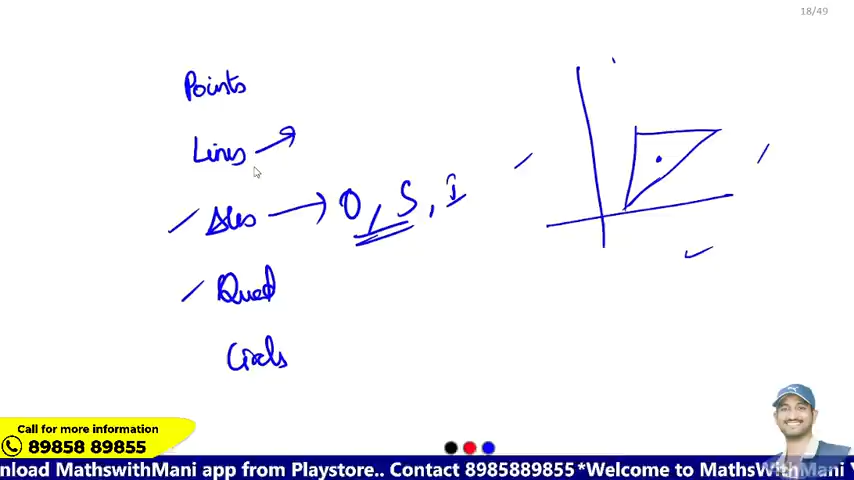 18/49
Points
Lines →
Δles → O, S, I
Quad
Circls
Call for more information
89858 89855
nload MathswithMani app from Playstore.. Contact 8985889855 *Welcome to MathsWithMani Y